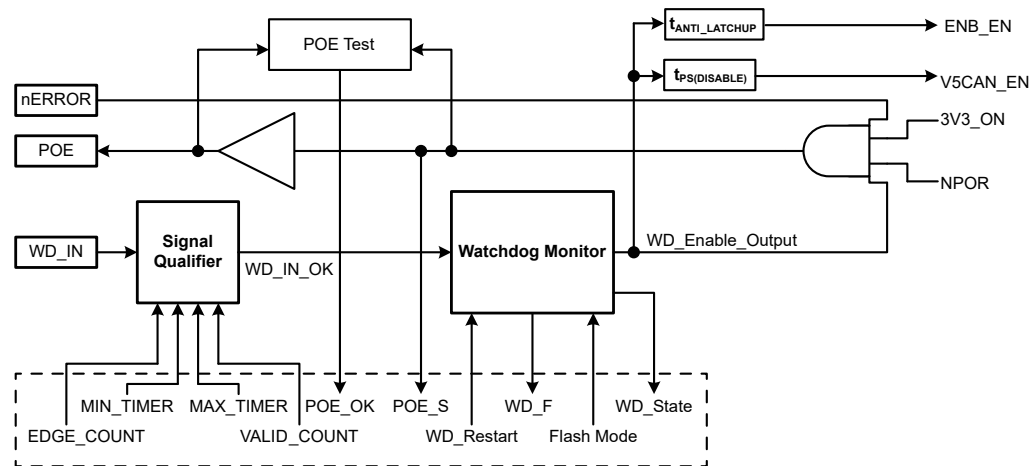 POE Test
tANTI_LATCHUP
ENB_EN
tPS(DISABLE)
V5CAN_EN
nERROR
3V3_ON
POE
NPOR
Signal
Qualifier
WD_IN
WD_IN_OK
Watchdog Monitor
WD_Enable_Output
MIN_TIMER
MAX_TIMER
POE_OK
POE_S
WD_F
WD_State
EDGE_COUNT
VALID_COUNT
WD_Restart
Flash Mode